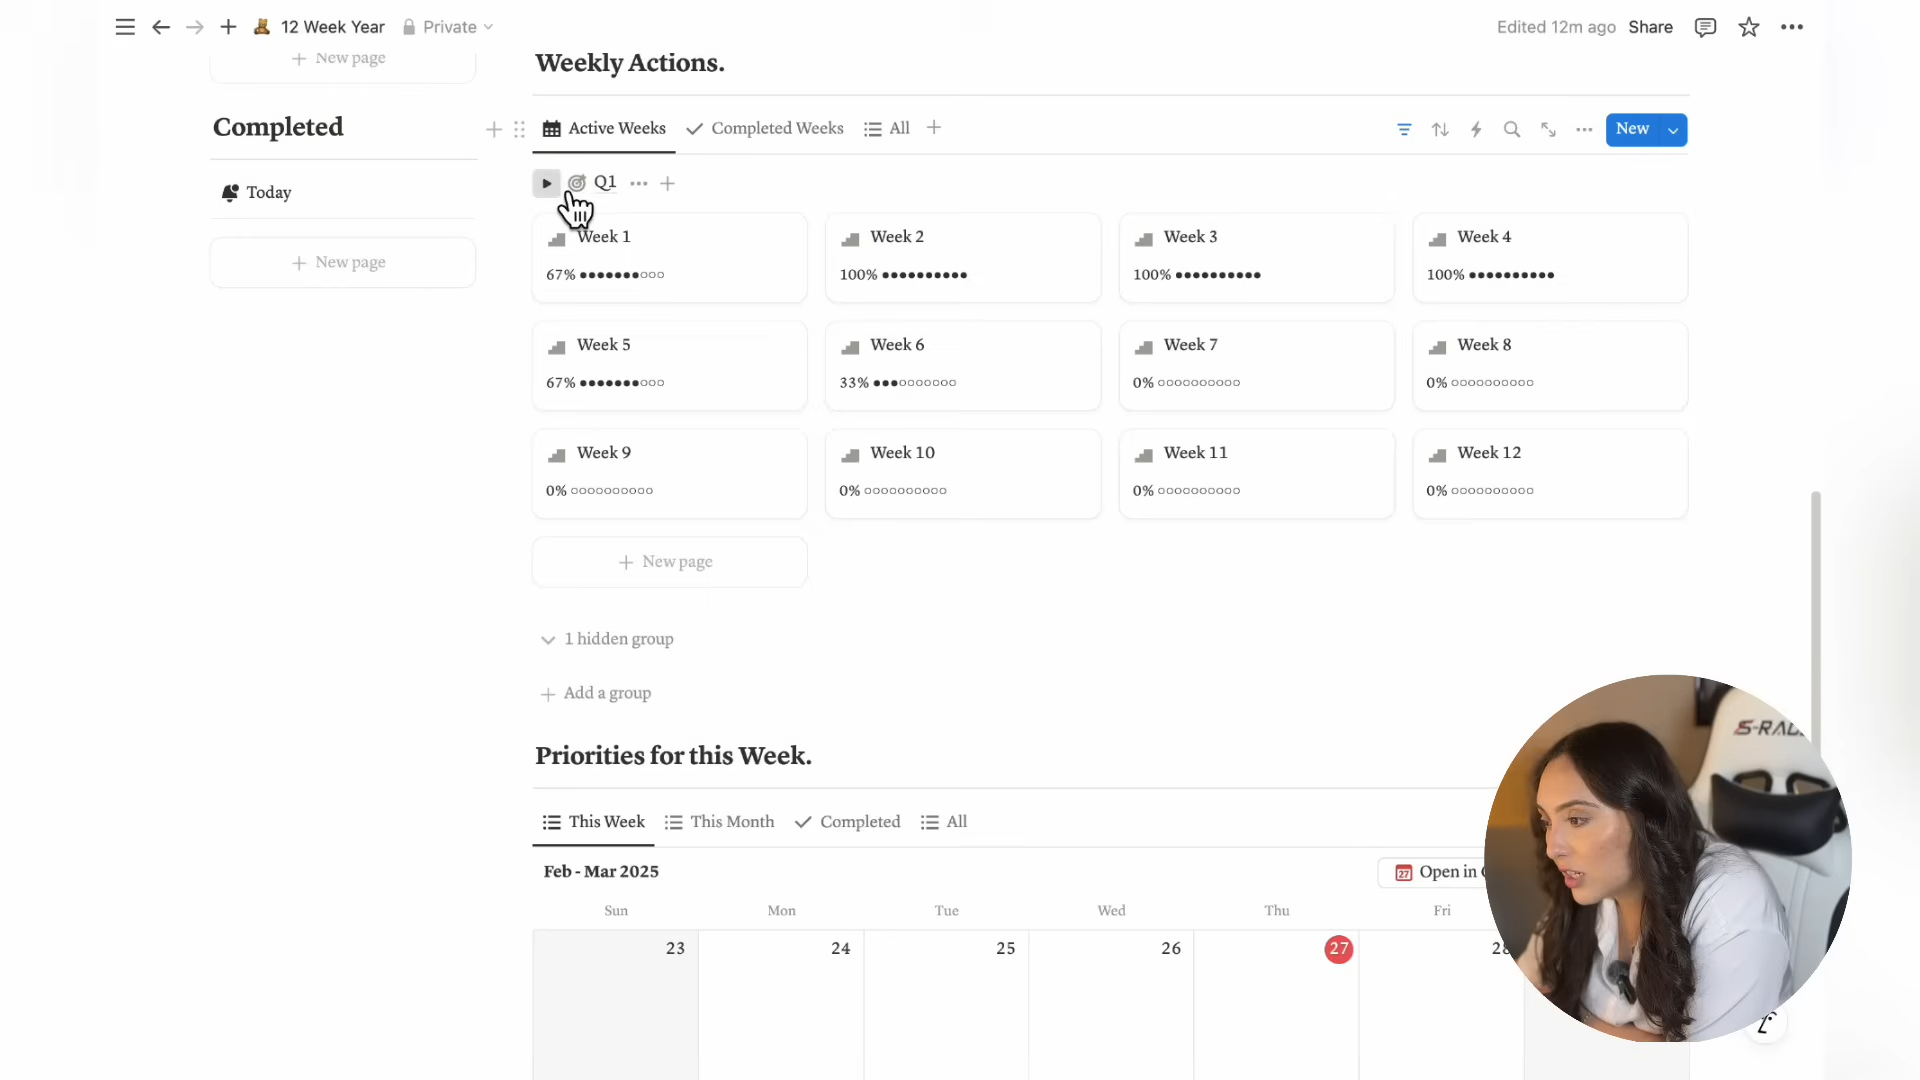 12 Week Year Private
Edited 12m ago Share
New page
Completed
Today
New page
Weekly Actions.
Active Weeks Completed Weeks All
New
Q1
Week 1
67%
Week 2
100%
Week 3
100%
Week 4
100%
Week 5
67%
Week 6
33%
Week 7
0%
Week 8
0%
Week 9
0%
Week 10
0%
Week 11
0%
Week 12
0%
New page
1 hidden group
Add a group
Priorities for this Week.
This Week This Month Completed All
Feb - Mar 2025
27 Open in
Sun Mon Tue Wed Thu Fri
23 24 25 26 27